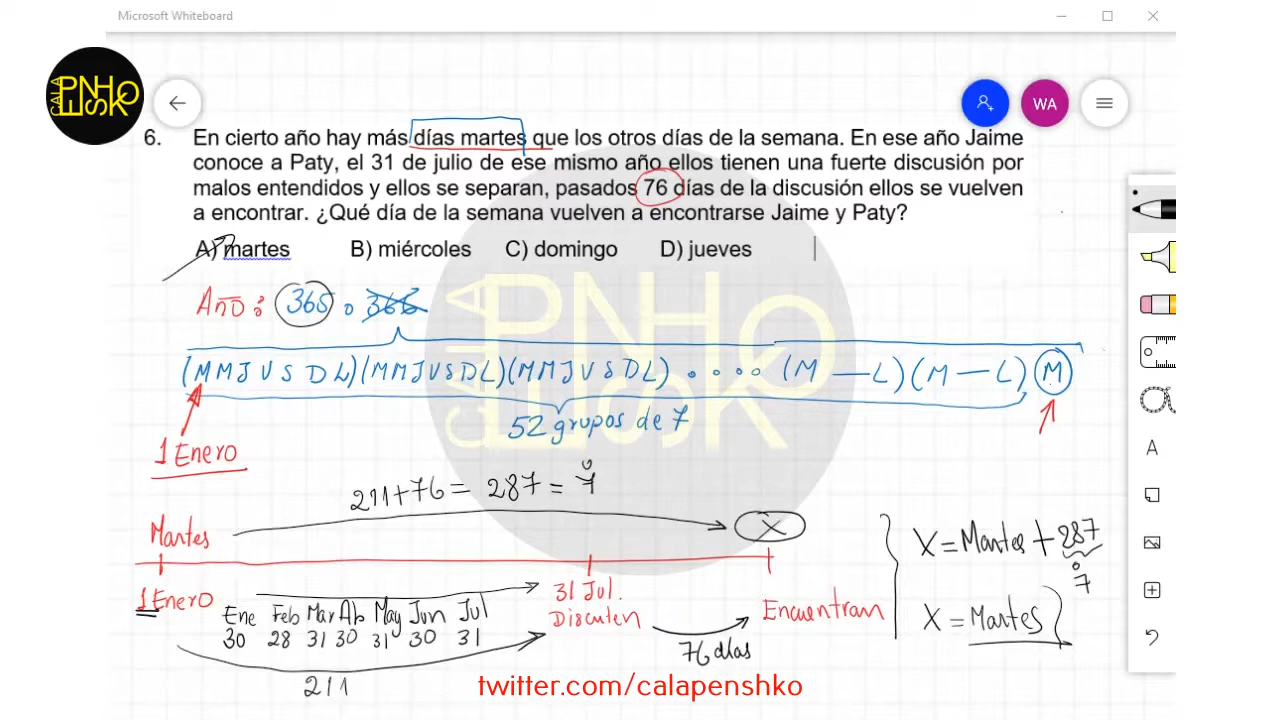 Microsoft Whiteboard
CALA
PENHSKO
WA
6. En cierto año hay más días martes que los otros días de la semana. En ese año Jaime
conoce a Paty, el 31 de julio de ese mismo año ellos tienen una fuerte discusión por
malos entendidos y ellos se separan, pasados 76 días de la discusión ellos se vuelven
a encontrar. ¿Qué día de la semana vuelven a encontrarse Jaime y Paty?
A) martes B) miércoles C) domingo D) jueves
Año: 365 o 366
(M M J V S D L)(M M J V S D L)(M M J V S D L) . . . . (M — L)(M — L) M
52 grupos de 7
1 Enero
211+76 = 287 = 7̊
Martes
X
X = Martes + 287
7̊
1 Enero
31 Jul.
Discuten
Encuentran
X = Martes
Ene Feb Mar Ab May Jun Jul
30 28 31 30 31 30 31
76 días
211
twitter.com/calapenshko
A